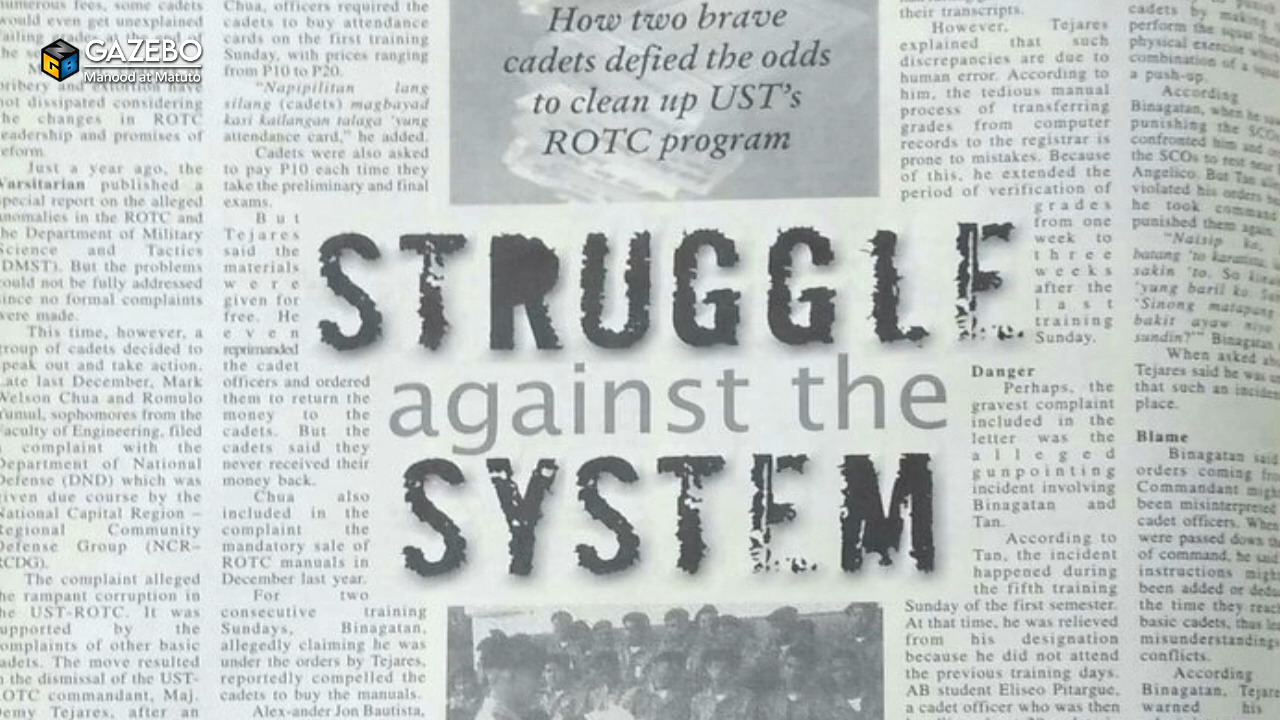 GAZEBO
Manood at Matuto
numerous fees, some cadets
would even get unexplained
failing grades at the end of
bribery and extortion have
not dissipated considering
the changes in ROTC
leadership and promises of
reform.
Just a year ago, the
Varsitarian published a
special report on the alleged
anomalies in the ROTC and
the Department of Military
Science and Tactics
(DMST). But the problems
could not be fully addressed
since no formal complaints
were made.
This time, however, a
group of cadets decided to
speak out and take action.
Late last December, Mark
Welson Chua and Romulo
Yumul, sophomores from the
Faculty of Engineering, filed
a complaint with the
Department of National
Defense (DND) which was
given due course by the
National Capital Region –
Regional Community
Defense Group (NCR–
RCDG).
The complaint alleged
the rampant corruption in
the UST-ROTC. It was
supported by the
complaints of other basic
cadets. The move resulted
in the dismissal of the UST-
ROTC commandant, Maj.
Demy Tejares, after an
Chua, officers required the
cadets to buy attendance
cards on the first training
Sunday, with prices ranging
from P10 to P20.
"Napipilitan lang
silang (cadets) magbayad
kasi kailangan talaga 'yung
attendance card," he added.
Cadets were also asked
to pay P10 each time they
take the preliminary and final
exams.
But
Tejares
said the
materials
were
given for
free. He
even
reprimanded
the cadet
officers and ordered
them to return the
money to the
cadets. But the
cadets said they
never received their
money back.
Chua also
included in the
complaint the
mandatory sale of
ROTC manuals in
December last year.
For two
consecutive training
Sundays, Binagatan,
allegedly claiming he was
under the orders by Tejares,
reportedly compelled the
cadets to buy the manuals.
Alex-ander Jon Bautista,
How two brave
cadets defied the odds
to clean up UST's
ROTC program
STRUGGLE
against the
SYSTEM
their transcripts.
However, Tejares
explained that such
discrepancies are due to
human error. According to
him, the tedious manual
process of transferring
grades from computer
records to the registrar is
prone to mistakes. Because
of this, he extended the
period of verification of
grades
from one
week to
three
weeks
after the
last
training
Sunday.
Danger
Perhaps, the
gravest complaint
included in the
letter was the
alleged
gunpointing
incident involving
Binagatan and
Tan.
According to
Tan, the incident
happened during
the fifth training
Sunday of the first semester.
At that time, he was relieved
from his designation
because he did not attend
the previous training days.
AB student Eliseo Pitargue,
a cadet officer who was then
cadets by making
perform the squat
physical exercise
combination of a squat
a push-up.
According
Binagatan, when he saw
punishing the SCOs
confronted him and
the SCOs to rest near
Angelico. But Tan
violated his orders
he took command
punished them again.
"Naisip ko,
batang 'to karatista
sakin 'to. So
'yung baril ko.
'Sinong matapang
bakit ayaw niyo
sundin?'" Binagatan
When asked
Tejares said he was
that such an incident
place.
Blame
Binagatan said
orders coming from
Commandant might
been misinterpreted
cadet officers. When
were passed down
of command, he said
instructions might
been added or
the time they reach
basic cadets, thus
misunderstandings
conflicts.
According
Binagatan, Tejares
warned his